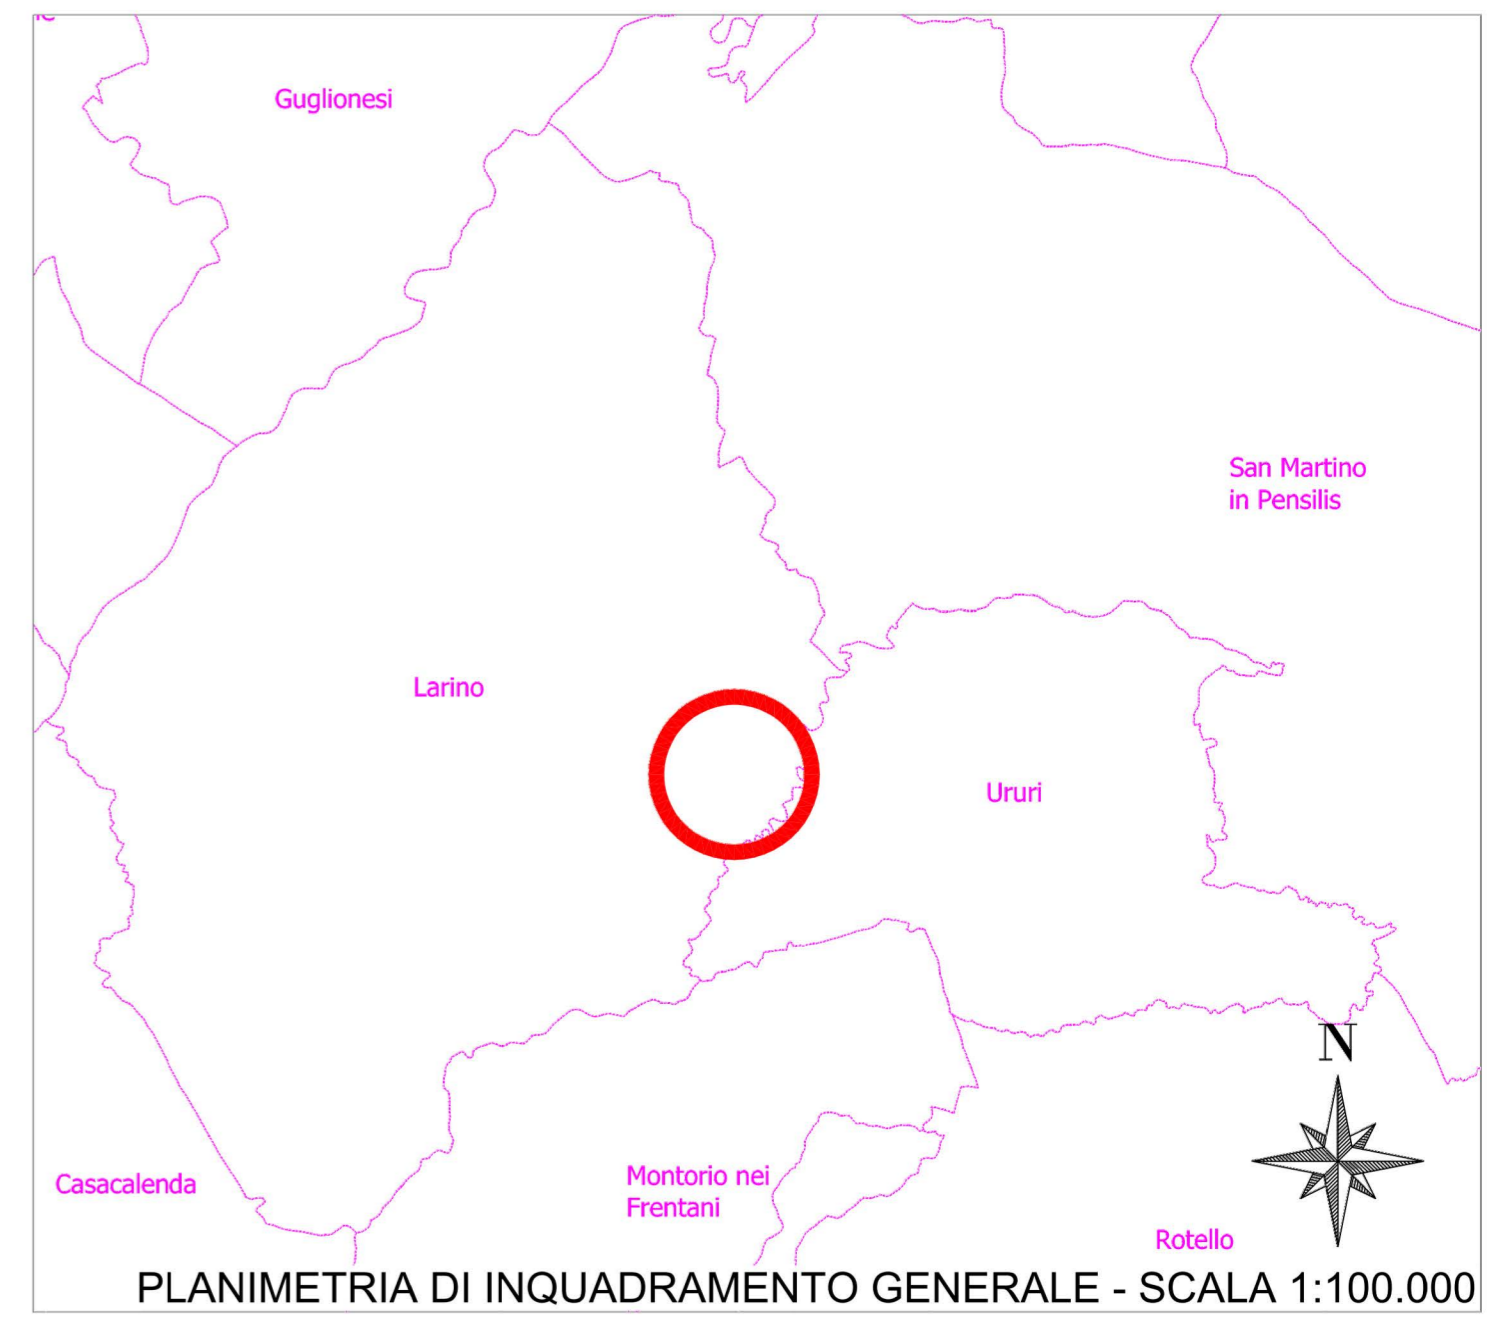 Guglionesi
San Martino
in Pensilis
Larino
Ururi
N
Casacalenda
Montorio nei
Frentani
Rotello
PLANIMETRIA DI INQUADRAMENTO GENERALE - SCALA 1:100.000